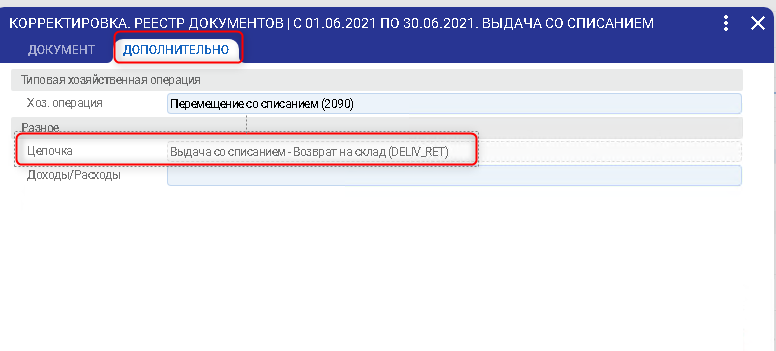 КОРРЕКТИРОВКА. РЕЕСТР ДОКУМЕНТОВ | С 01.06.2021 ПО 30.06.2021. ВЫДАЧА СО СПИСАНИЕМ
ДОКУМЕНТ ДОПОЛНИТЕЛЬНО
Типовая хозяйственная операция
Хоз. операция Перемещение со списанием (2090)
Разное
Цепочка Выдача со списанием - Возврат на склад (DELIV_RET)
Доходы/Расходы